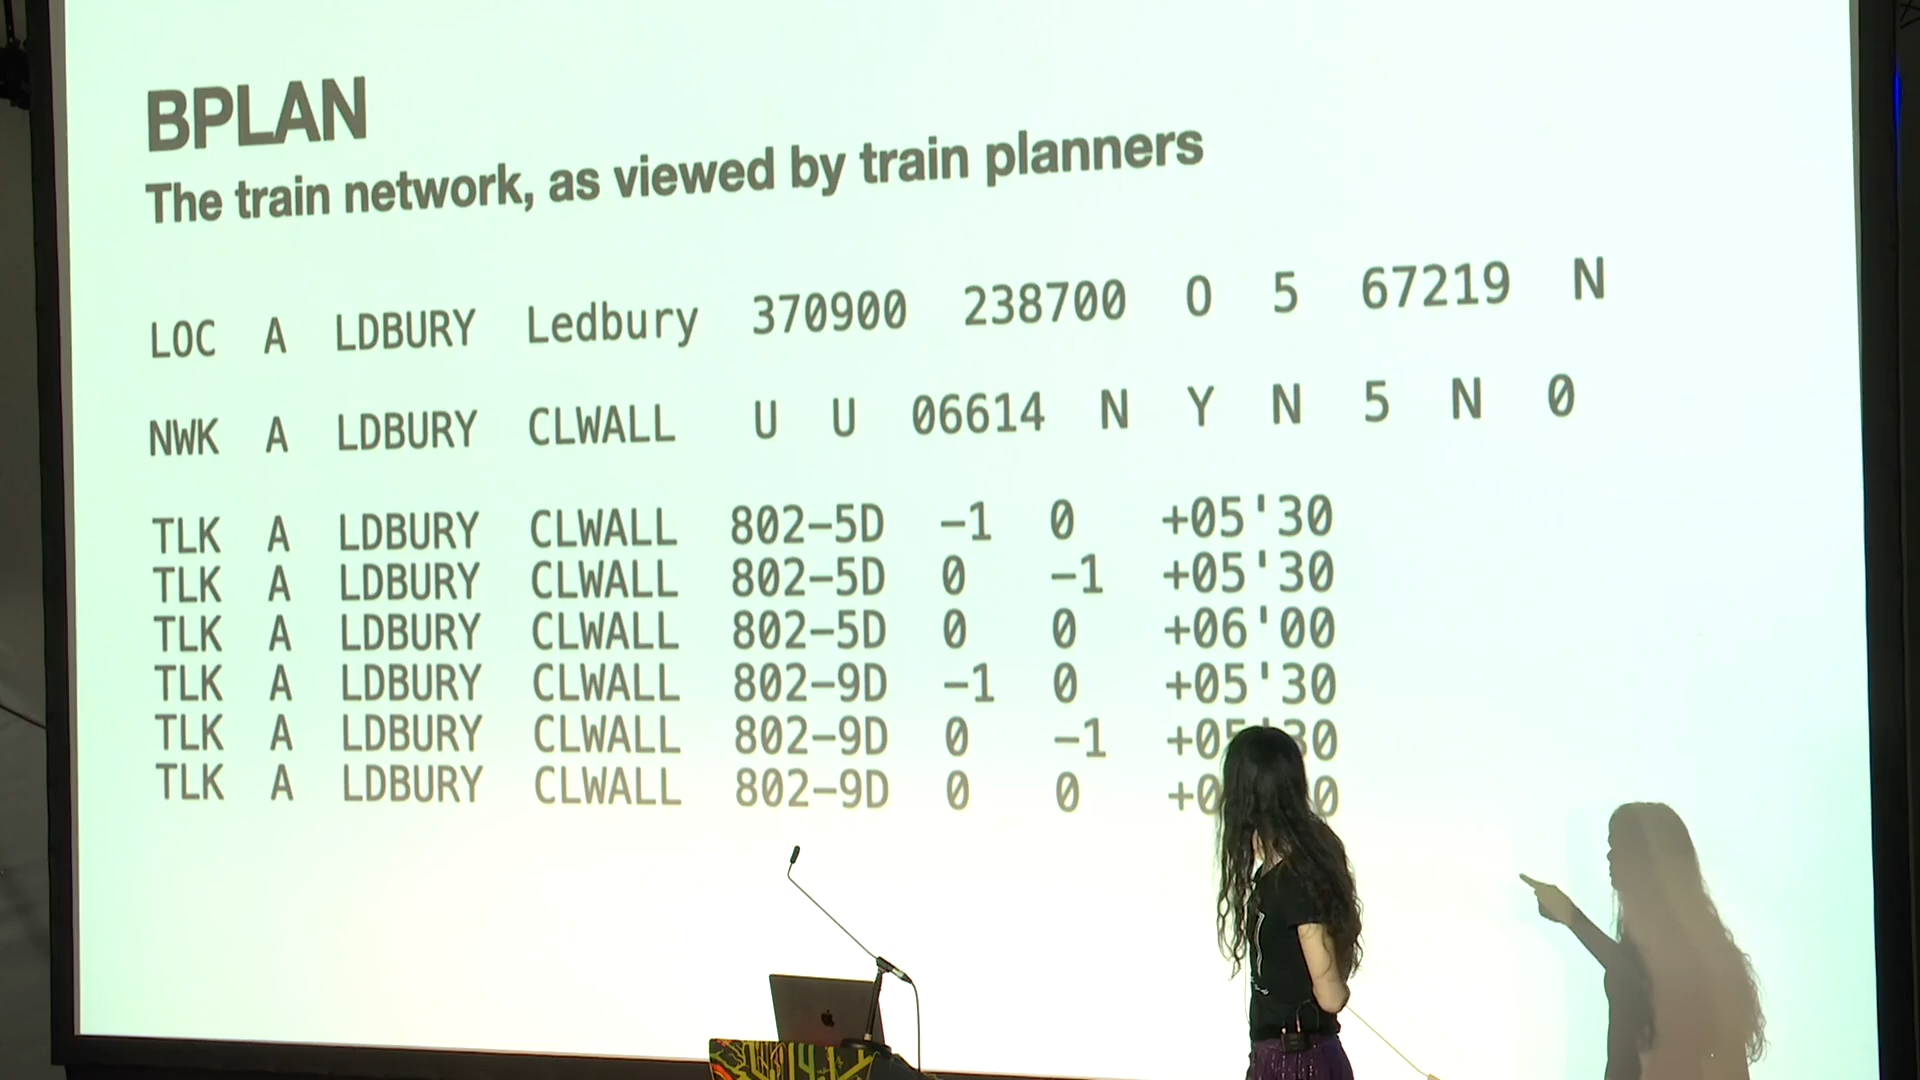 BPLAN
The train network, as viewed by train planners
LOC A LDBURY Ledbury 370900 238700 O 5 67219 N
NWK A LDBURY CLWALL U U 06614 N Y N 5 N 0
TLK A LDBURY CLWALL 802-5D -1 0 +05'30
TLK A LDBURY CLWALL 802-5D 0 -1 +05'30
TLK A LDBURY CLWALL 802-5D 0 0 +06'00
TLK A LDBURY CLWALL 802-9D -1 0 +05'30
TLK A LDBURY CLWALL 802-9D 0 -1 +05'30
TLK A LDBURY CLWALL 802-9D 0 0